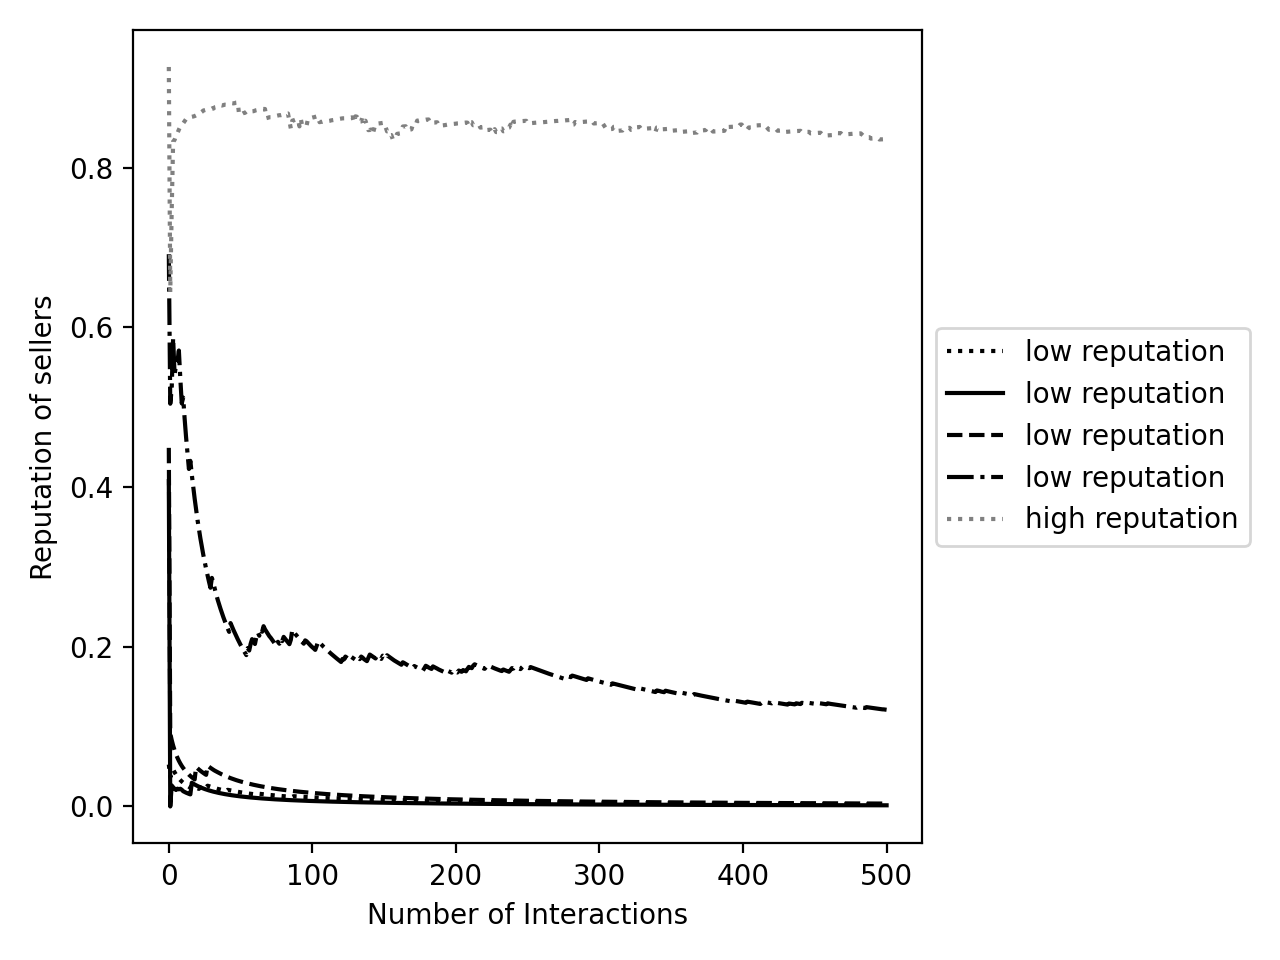 Reputation of sellers
0.8
0.6
0.4
0.2
0.0
0 100 200 300 400 500
Number of Interactions
low reputation
low reputation
low reputation
low reputation
high reputation